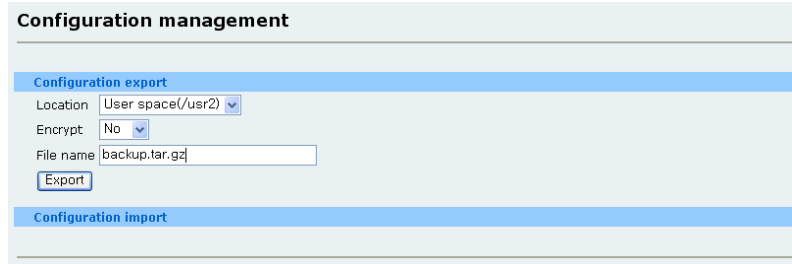 Configuration management
Configuration export
Location User space(/usr2)
Encrypt No
File name backup.tar.gz
Export
Configuration import